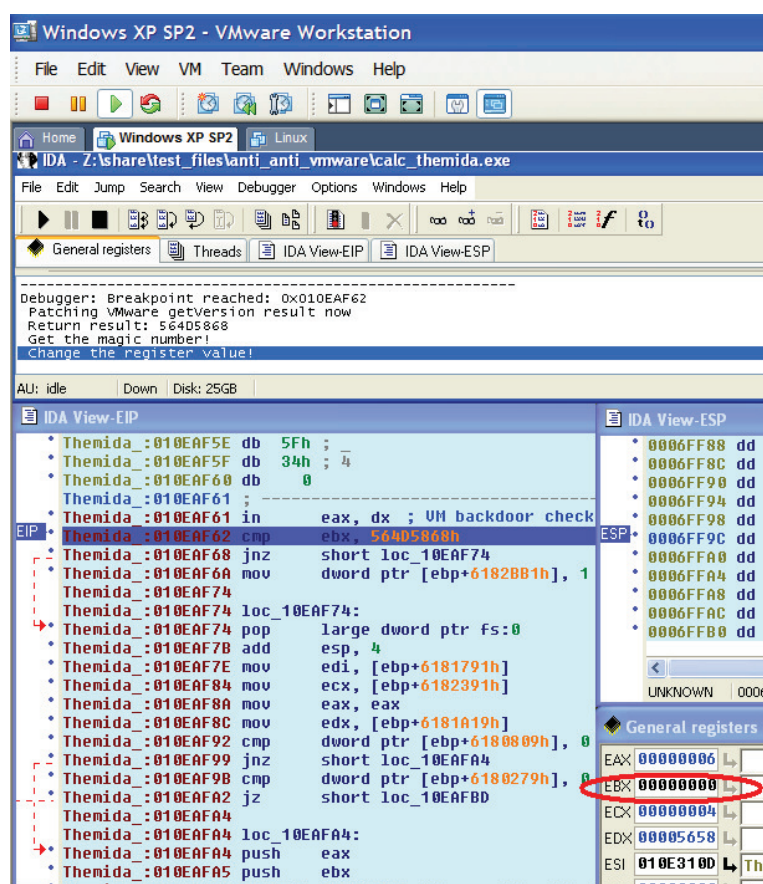 Windows XP SP2 - VMware Workstation
File Edit View VM Team Windows Help
Home Windows XP SP2 Linux
IDA - Z:\share\test_files\anti_anti_vmware\calc_themida.exe
File Edit Jump Search View Debugger Options Windows Help
General registers Threads IDA View-EIP IDA View-ESP
------------------------------------------------------
Debugger: Breakpoint reached: 0x010EAF62
Patching VMware getVersion result now
Return result: 564D5868
Get the magic number!
Change the register value!
AU: idle Down Disk: 25GB
IDA View-EIP
Themida_:010EAF5E db 5Fh ; _
Themida_:010EAF5F db 34h ; 4
Themida_:010EAF60 db 0
Themida_:010EAF61 ; ---------------------------
Themida_:010EAF61 in eax, dx ; VM backdoor check
EIP Themida_:010EAF62 cmp ebx, 564D5868h
Themida_:010EAF68 jnz short loc_10EAF74
Themida_:010EAF6A mov dword ptr [ebp+6182BB1h], 1
Themida_:010EAF74
Themida_:010EAF74 loc_10EAF74:
Themida_:010EAF74 pop large dword ptr fs:0
Themida_:010EAF7B add esp, 4
Themida_:010EAF7E mov edi, [ebp+6181791h]
Themida_:010EAF84 mov ecx, [ebp+6182391h]
Themida_:010EAF8A mov eax, eax
Themida_:010EAF8C mov edx, [ebp+6181A19h]
Themida_:010EAF92 cmp dword ptr [ebp+6180809h], 0
Themida_:010EAF99 jnz short loc_10EAFA4
Themida_:010EAF9B cmp dword ptr [ebp+6180279h], 0
Themida_:010EAFA2 jz short loc_10EAFBD
Themida_:010EAFA4
Themida_:010EAFA4 loc_10EAFA4:
Themida_:010EAFA4 push eax
Themida_:010EAFA5 push ebx
IDA View-ESP
0006FF88 dd
0006FF8C dd
0006FF90 dd
0006FF94 dd
0006FF98 dd
ESP 0006FF9C dd
0006FFA0 dd
0006FFA4 dd
0006FFA8 dd
0006FFAC dd
0006FFB0 dd
UNKNOWN 0006
General registers
EAX 00000006
EBX 00000000
ECX 00000004
EDX 00005658
ESI 010E310D Th